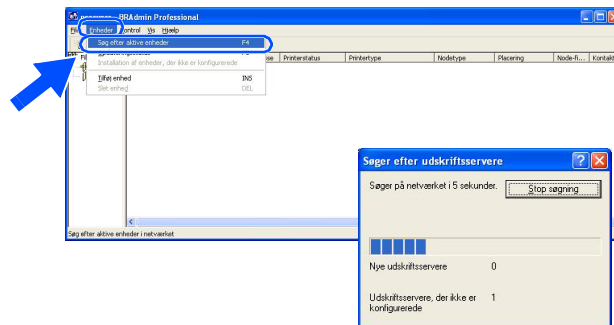 BRAdmin Professional
Enheder ontrol Vis Hjælp
Søg efter aktive enheder F4
Installation af enheder, der ikke er konfigurerede
Tilføj enhed INS
Slet enhed DEL
Printerstatus Printertype Nodetype Placering Node-fi... Kontakt
Søg efter aktive enheder i netværket
Søger efter udskriftsservere
Søger på netværket i 5 sekunder. Stop søgning
Nye udskriftsservere 0
Udskriftsservere, der ikke er 1
konfigurerede